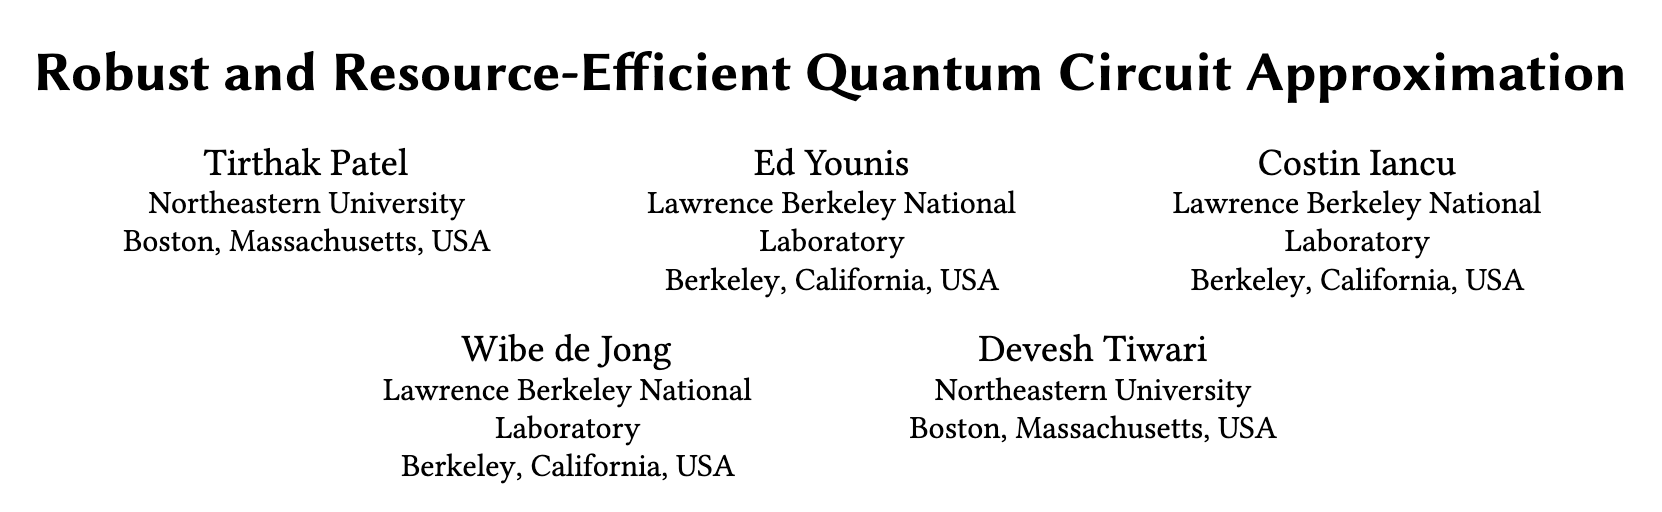 Robust and Resource-Efficient Quantum Circuit Approximation
Tirthak Patel
Northeastern University
Boston, Massachusetts, USA
Ed Younis
Lawrence Berkeley National
Laboratory
Berkeley, California, USA
Costin Iancu
Lawrence Berkeley National
Laboratory
Berkeley, California, USA
Wibe de Jong
Lawrence Berkeley National
Laboratory
Berkeley, California, USA
Devesh Tiwari
Northeastern University
Boston, Massachusetts, USA